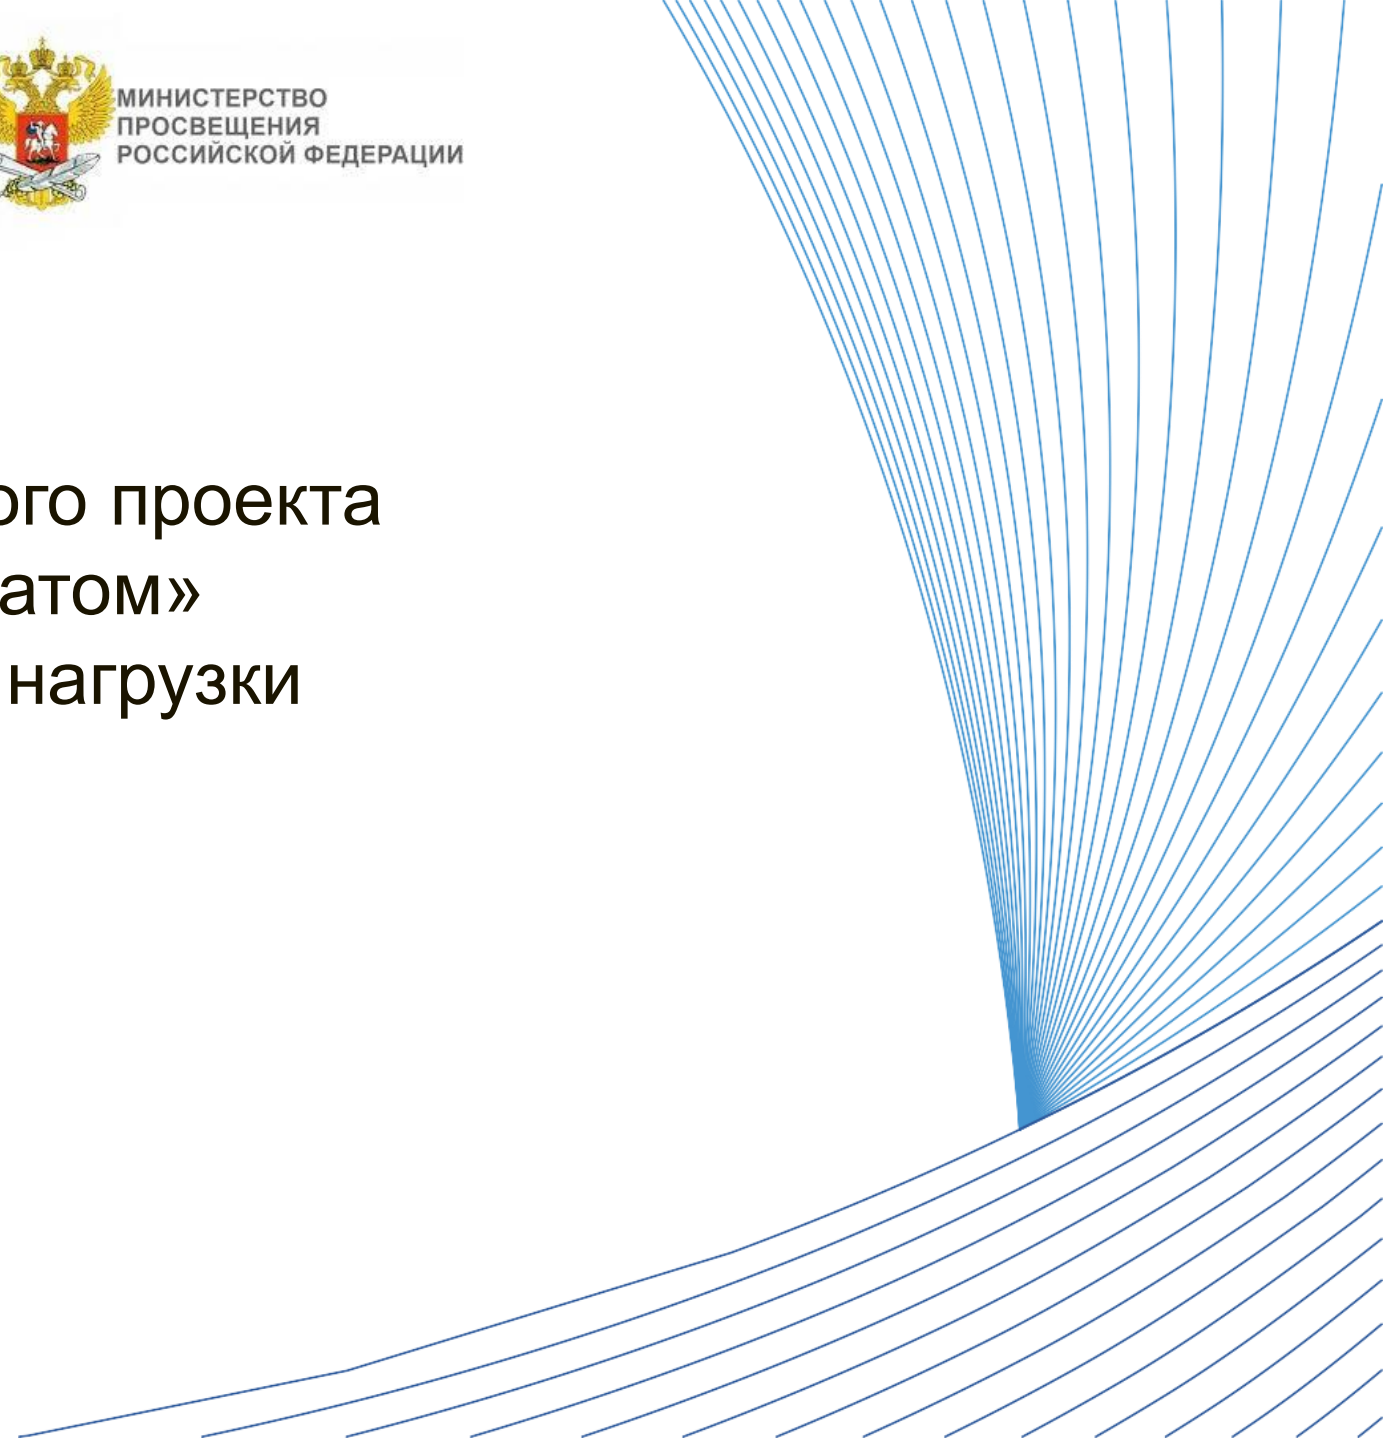 МИНИСТЕРСТВО
ПРОСВЕЩЕНИЯ
РОССИЙСКОЙ ФЕДЕРАЦИИ
ого проекта
атом»
нагрузки